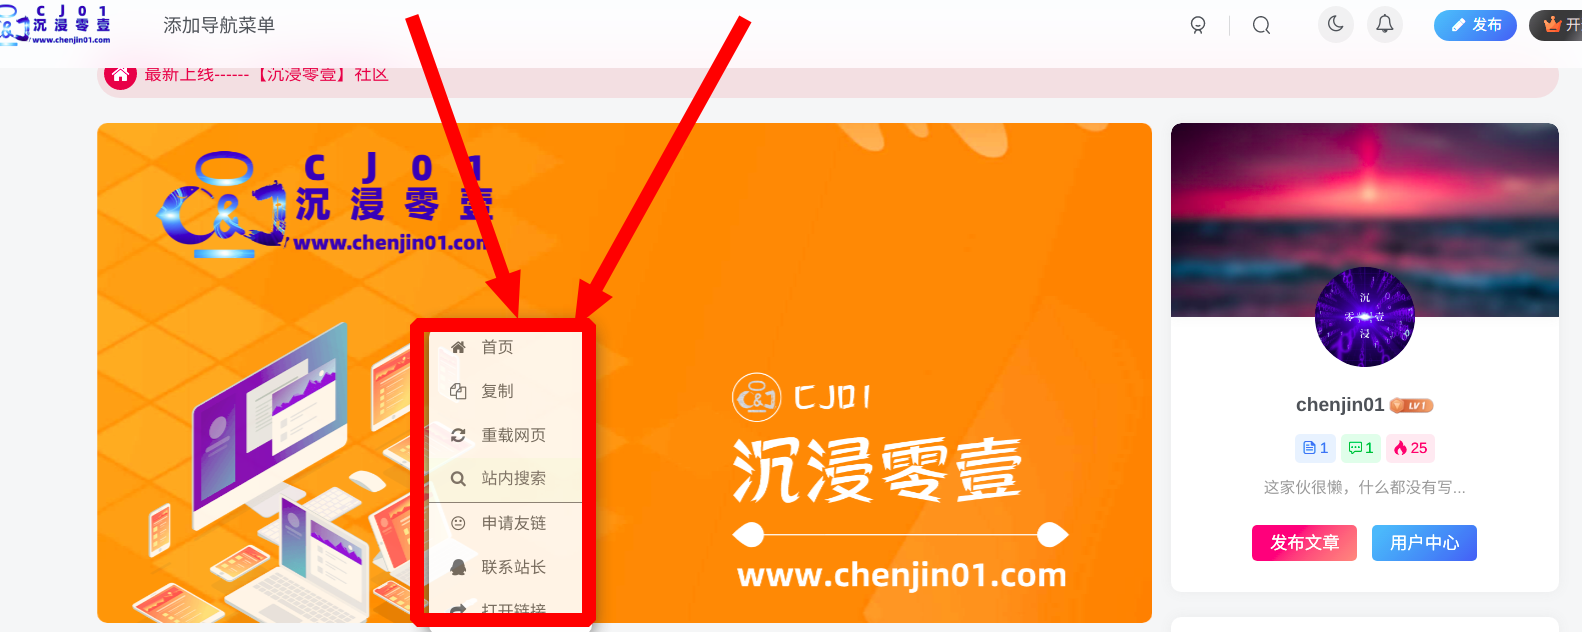 CJ01
沉浸零壹
www.chenjin01.com
添加导航菜单
发布
开
最新上线------【沉浸零壹】社区
CJ01
沉浸零壹
www.chenjin01.com
首页
复制
重载网页
站内搜索
申请友链
联系站长
打开链接
C&J CJ01
沉浸零壹
www.chenjin01.com
沉
零 壹
浸
chenjin01 LV1
1 1 25
这家伙很懒，什么都没有写...
发布文章 用户中心